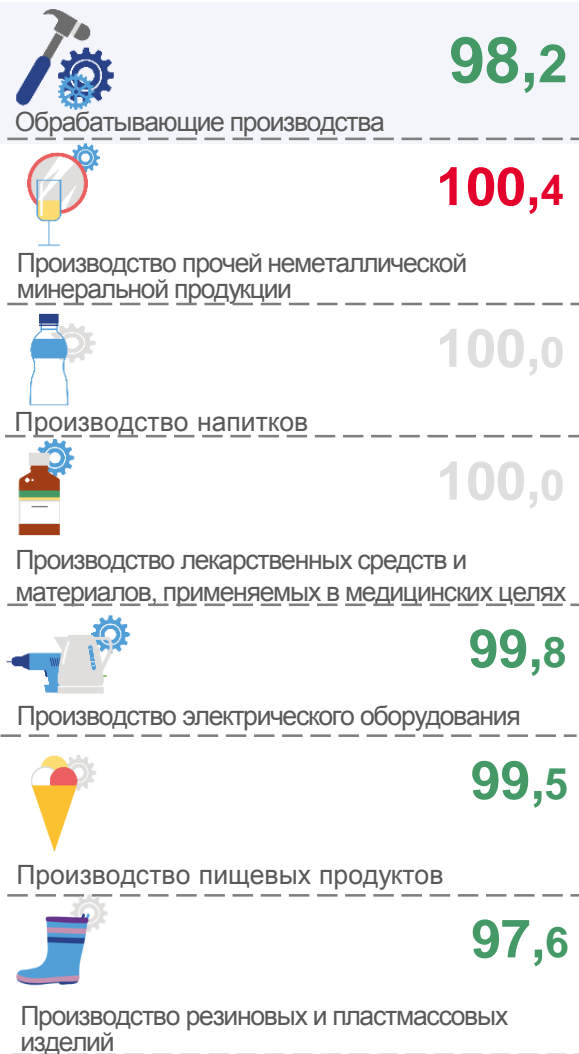 98,2
Обрабатывающие производства
100,4
Производство прочей неметаллической
минеральной продукции
100,0
Производство напитков
100,0
Производство лекарственных средств и
материалов, применяемых в медицинских целях
99,8
Производство электрического оборудования
99,5
Производство пищевых продуктов
97,6
Производство резиновых и пластмассовых
изделий